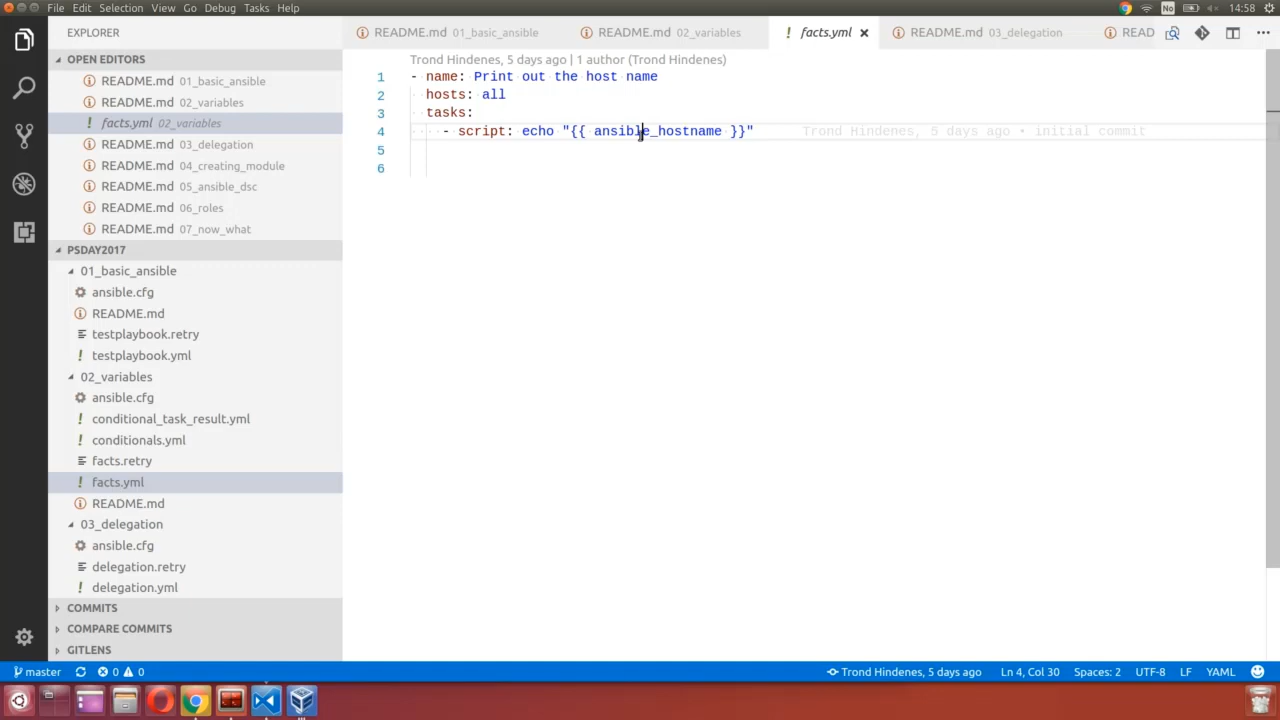 File Edit Selection View Go Debug Tasks Help
No
14:58
EXPLORER
README.md 01_basic_ansible
README.md 02_variables
facts.yml
README.md 03_delegation
READ
OPEN EDITORS
README.md 01_basic_ansible
README.md 02_variables
facts.yml 02_variables
README.md 03_delegation
README.md 04_creating_module
README.md 05_ansible_dsc
README.md 06_roles
README.md 07_now_what
PSDAY2017
01_basic_ansible
ansible.cfg
README.md
testplaybook.retry
testplaybook.yml
02_variables
ansible.cfg
conditional_task_result.yml
conditionals.yml
facts.retry
facts.yml
README.md
03_delegation
ansible.cfg
delegation.retry
delegation.yml
COMMITS
COMPARE COMMITS
GITLENS
Trond Hindenes, 5 days ago | 1 author (Trond Hindenes)
1 - name: Print out the host name
2 hosts: all
3 tasks:
4 - script: echo "{{ ansible_hostname }}" Trond Hindenes, 5 days ago • initial commit
5
6
master 0 0
Trond Hindenes, 5 days ago Ln 4, Col 30 Spaces: 2 UTF-8 LF YAML